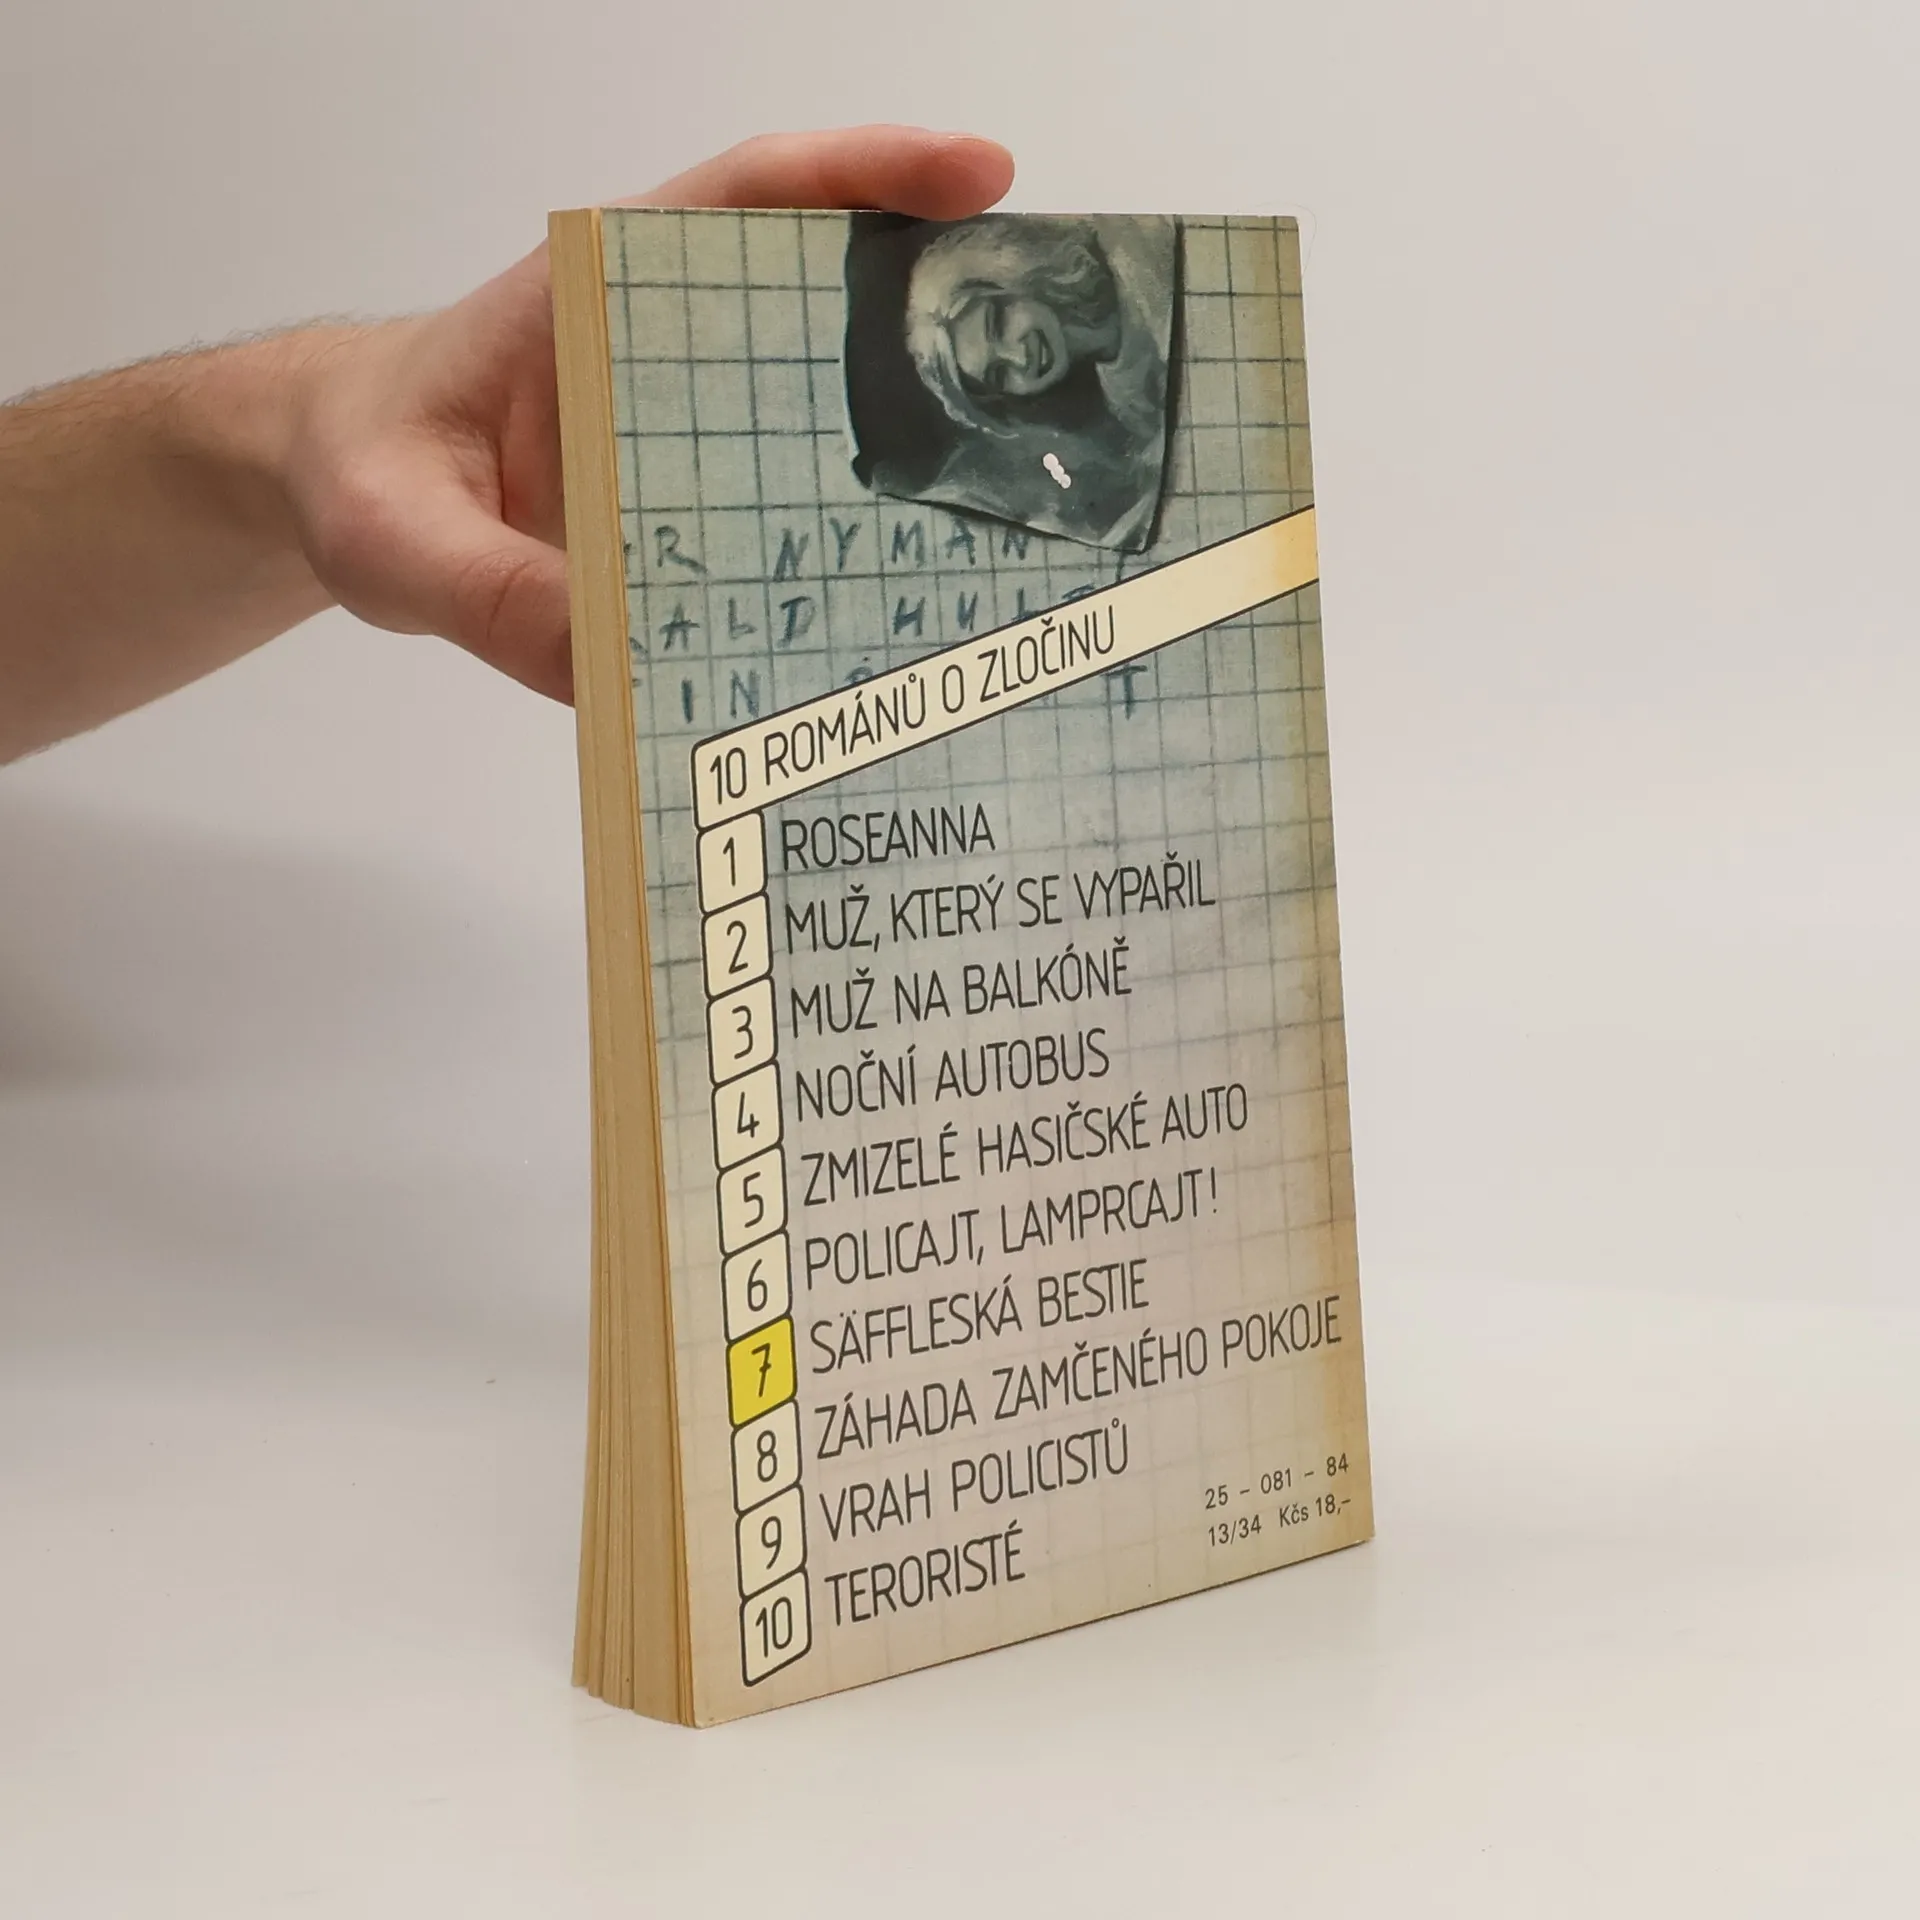 R NYMAN
ALD HULT
IN T
10 ROMÁNŮ O ZLOČINU
1 ROSEANNA
2 MUŽ, KTERÝ SE VYPAŘIL
3 MUŽ NA BALKÓNĚ
4 NOČNÍ AUTOBUS
5 ZMIZELÉ HASIČSKÉ AUTO
6 POLICAJT, LAMPRCAJT!
7 SÄFFLESKÁ BESTIE
8 ZÁHADA ZAMČENÉHO POKOJE
9 VRAH POLICISTŮ
10 TERORISTÉ
25 – 081 – 84
13/34 Kčs 18,–